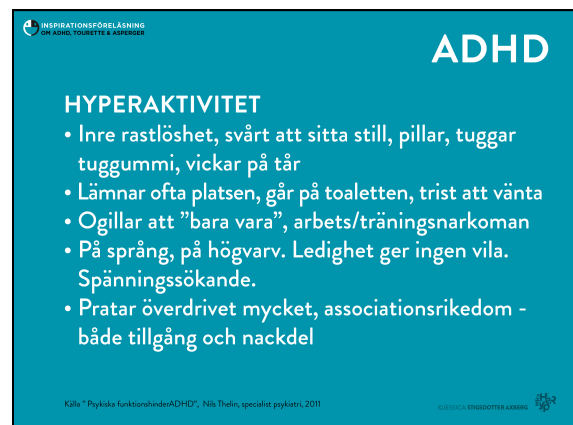 INSPIRATIONSFÖRELÄSNING
OM ADHD, TOURETTE & ASPERGER
ADHD
HYPERAKTIVITET
• Inre rastlöshet, svårt att sitta still, pillar, tuggar
tuggummi, vickar på tår
• Lämnar ofta platsen, går på toaletten, trist att vänta
• Ogillar att ”bara vara”, arbets/träningsnarkoman
• På språng, på högvarv. Ledighet ger ingen vila.
Spänningssökande.
• Pratar överdrivet mycket, associationsrikedom -
både tillgång och nackdel
Källa ” Psykiska funktionshinderADHD”, Nils Thelin, specialist psykiatri, 2011
STIGSDOTTER AXBERG